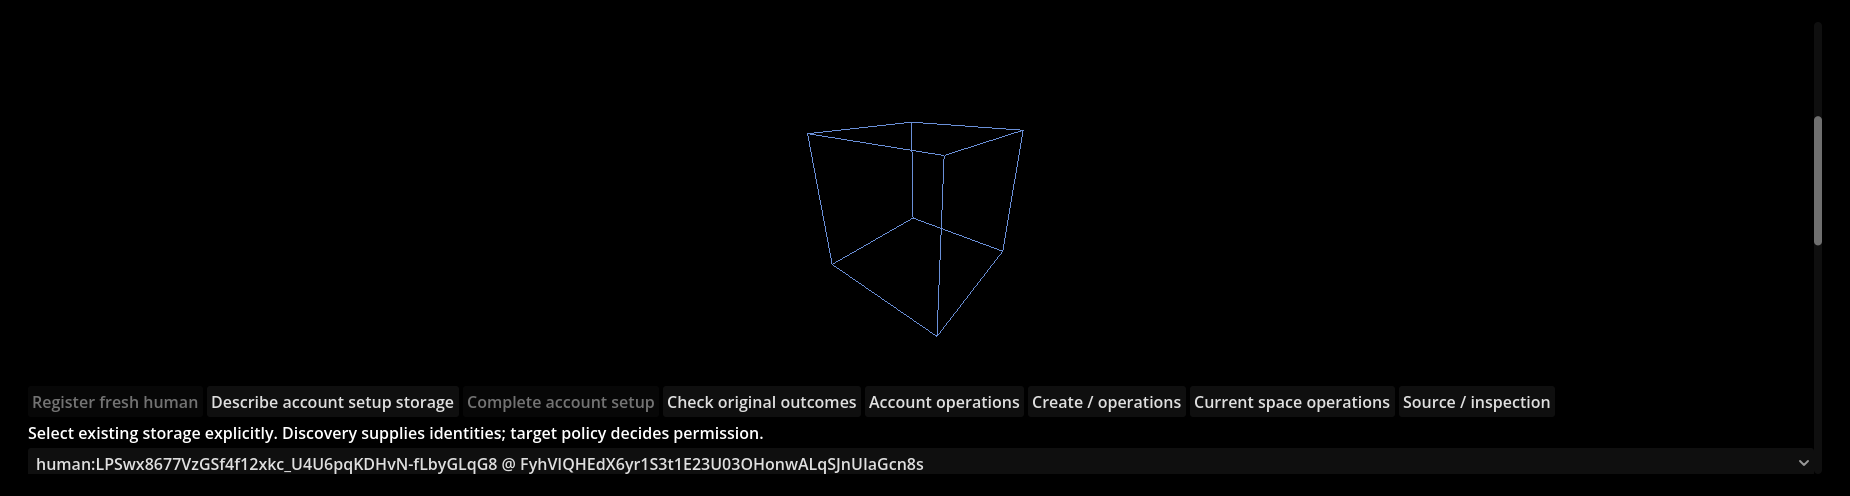 Register fresh human Describe account setup storage Complete account setup Check original outcomes Account operations Create / operations Current space operations Source / inspection
Select existing storage explicitly. Discovery supplies identities; target policy decides permission.
human:LPSwx8677VzGSf4f12xkc_U4U6pqKDHvN-fLbyGLqG8 @ FyhVIQHEdX6yr1S3t1E23U03OHonwALqSJnUIaGcn8s